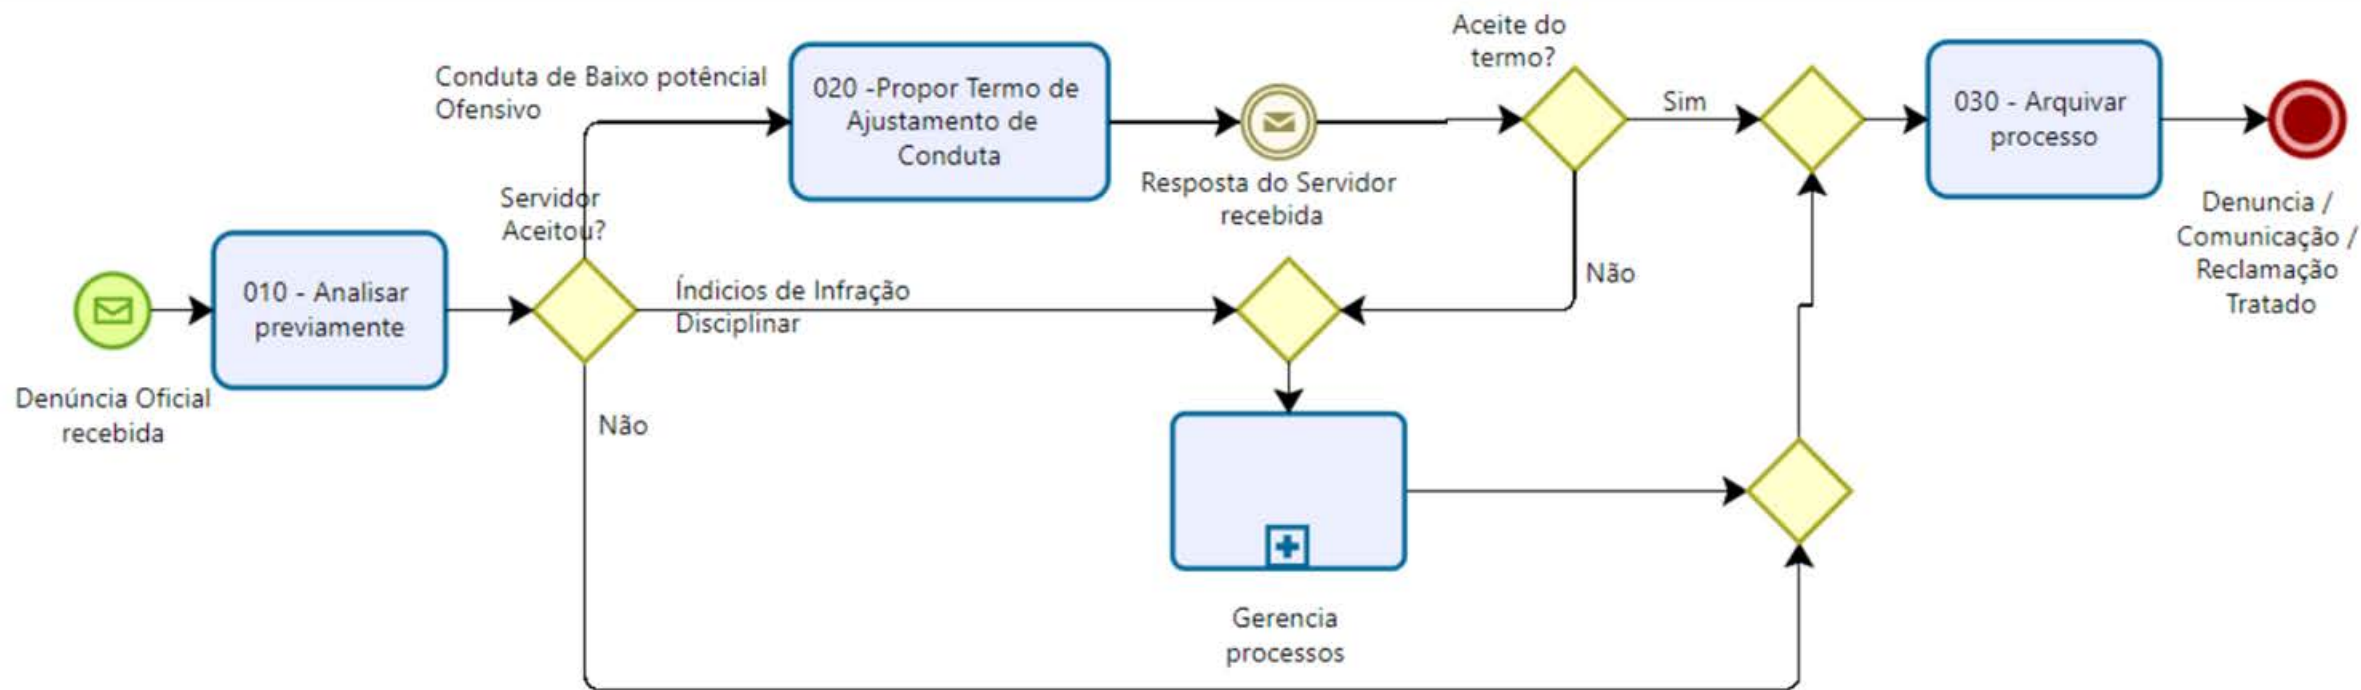 Denúncia Oficial
recebida
010 - Analisar
previamente
Servidor
Aceitou?
Conduta de Baixo potêncial
Ofensivo
020 -Propor Termo de
Ajustamento de
Conduta
Resposta do Servidor
recebida
Aceite do
termo?
Sim
Não
030 - Arquivar
processo
Denuncia /
Comunicação /
Reclamação
Tratado
Índicios de Infração
Disciplinar
Não
Gerencia
processos